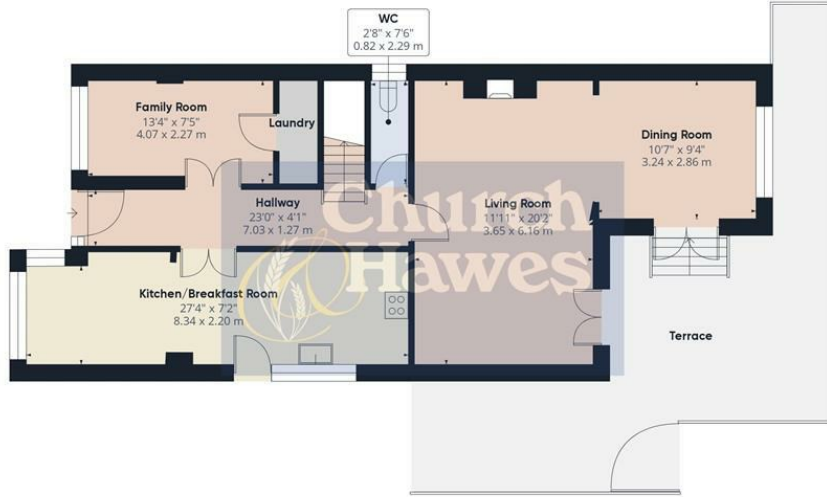 WC
2'8" x 7'6"
0.82 x 2.29 m
Family Room
13'4" x 7'5"
4.07 x 2.27 m
Laundry
Dining Room
10'7" x 9'4"
3.24 x 2.86 m
Hallway
23'0" x 4'1"
7.03 x 1.27 m
Living Room
11'11" x 20'2"
3.65 x 6.16 m
Church
& Hawes
Kitchen/Breakfast Room
27'4" x 7'2"
8.34 x 2.20 m
Terrace